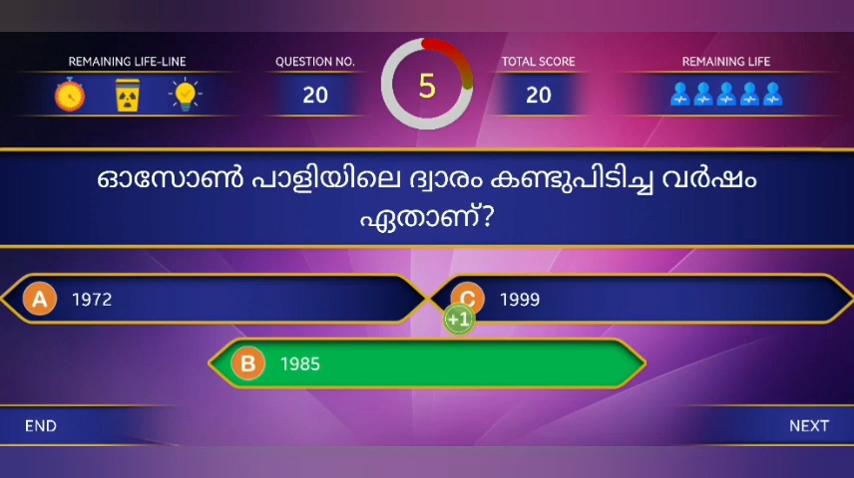 REMAINING LIFE-LINE
QUESTION NO.
20
5
TOTAL SCORE
20
REMAINING LIFE
ഓസോൺ പാളിയിലെ ദ്വാരം കണ്ടുപിടിച്ച വർഷം
ഏതാണ്?
A 1972
C 1999
+1
B 1985
END
NEXT